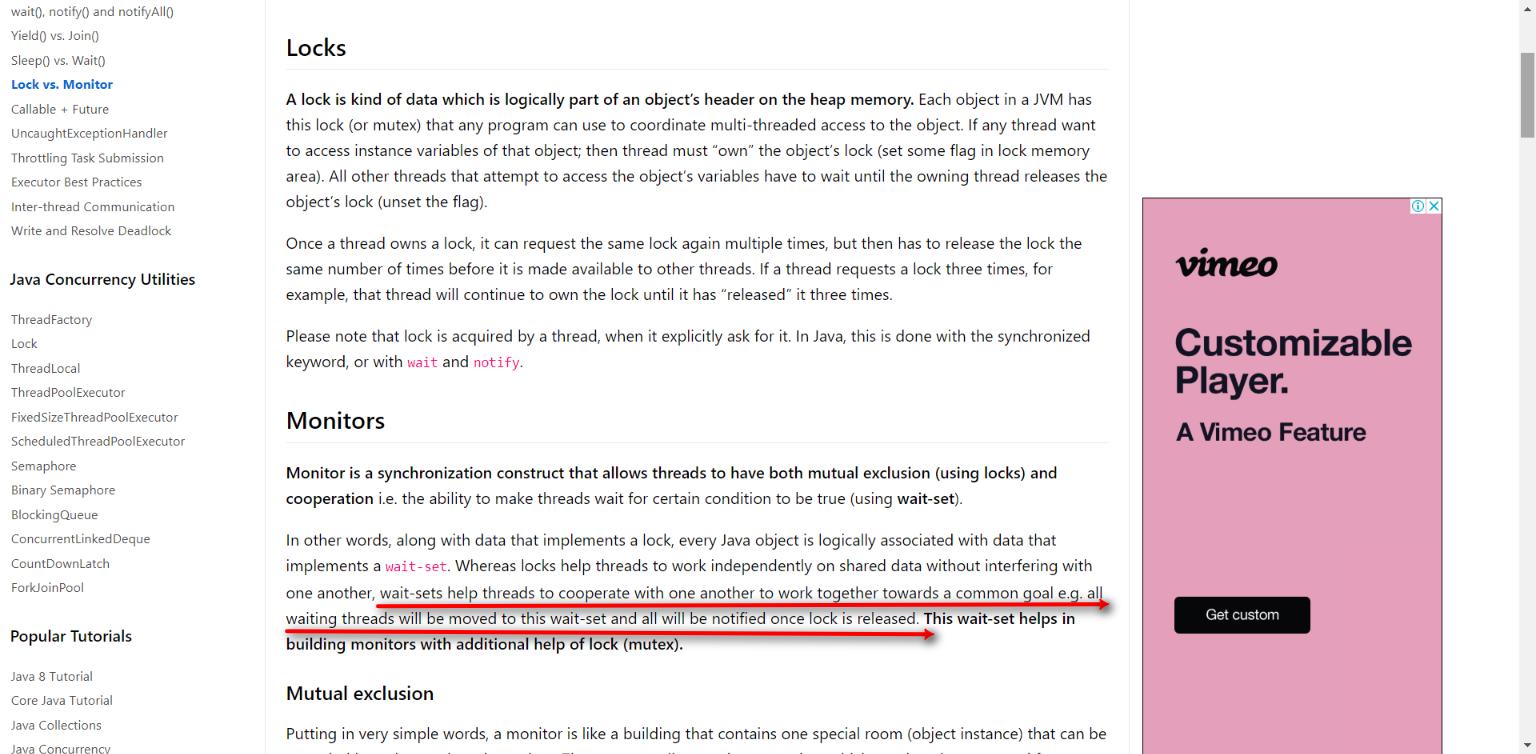 wait(), notify() and notifyAll()
Yield() vs. Join()
Sleep() vs. Wait()
Lock vs. Monitor
Callable + Future
UncaughtExceptionHandler
Throttling Task Submission
Executor Best Practices
Inter-thread Communication
Write and Resolve Deadlock
Java Concurrency Utilities
ThreadFactory
Lock
ThreadLocal
ThreadPoolExecutor
FixedSizeThreadPoolExecutor
ScheduledThreadPoolExecutor
Semaphore
Binary Semaphore
BlockingQueue
ConcurrentLinkedDeque
CountDownLatch
ForkJoinPool
Popular Tutorials
Java 8 Tutorial
Core Java Tutorial
Java Collections
Java Concurrency
Locks
A lock is kind of data which is logically part of an object’s header on the heap memory. Each object in a JVM has
this lock (or mutex) that any program can use to coordinate multi-threaded access to the object. If any thread want
to access instance variables of that object; then thread must “own” the object’s lock (set some flag in lock memory
area). All other threads that attempt to access the object’s variables have to wait until the owning thread releases the
object’s lock (unset the flag).
Once a thread owns a lock, it can request the same lock again multiple times, but then has to release the lock the
same number of times before it is made available to other threads. If a thread requests a lock three times, for
example, that thread will continue to own the lock until it has “released” it three times.
Please note that lock is acquired by a thread, when it explicitly ask for it. In Java, this is done with the synchronized
keyword, or with wait and notify.
Monitors
Monitor is a synchronization construct that allows threads to have both mutual exclusion (using locks) and
cooperation i.e. the ability to make threads wait for certain condition to be true (using wait-set).
In other words, along with data that implements a lock, every Java object is logically associated with data that
implements a wait-set. Whereas locks help threads to work independently on shared data without interfering with
one another, wait-sets help threads to cooperate with one another to work together towards a common goal e.g. all
waiting threads will be moved to this wait-set and all will be notified once lock is released. This wait-set helps in
building monitors with additional help of lock (mutex).
Mutual exclusion
Putting in very simple words, a monitor is like a building that contains one special room (object instance) that can be
vimeo
Customizable
Player.
A Vimeo Feature
Get custom